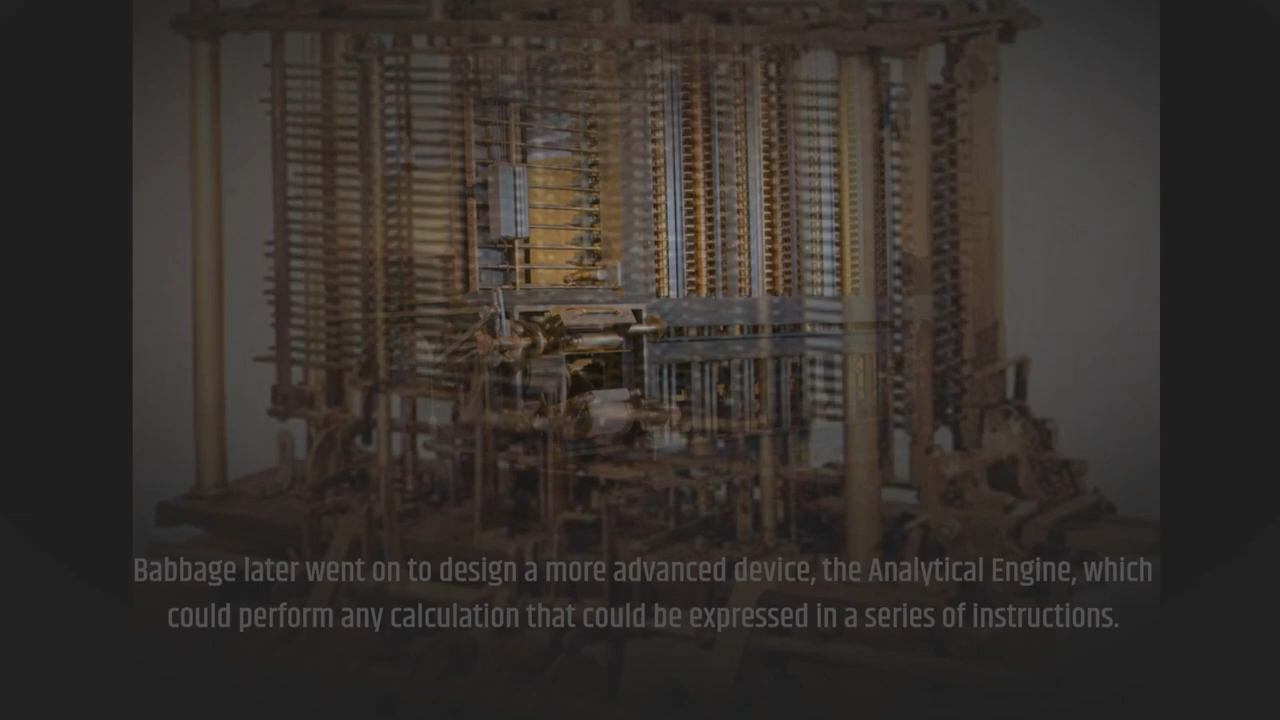 Babbage later went on to design a more advanced device, the Analytical Engine, which
could perform any calculation that could be expressed in a series of instructions.